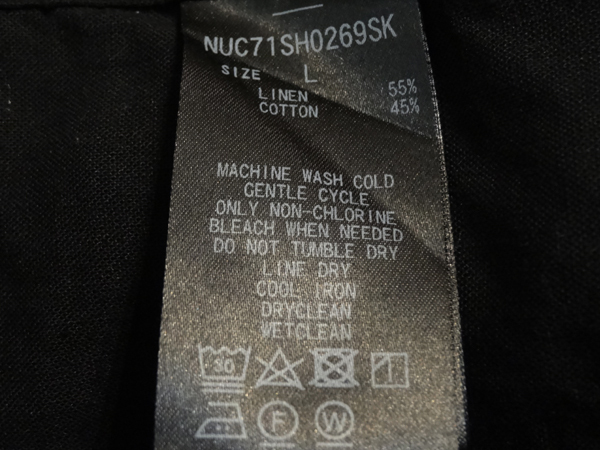 NUC71SH0269SK
SIZE L
LINEN 55%
COTTON 45%
MACHINE WASH COLD
GENTLE CYCLE
ONLY NON-CHLORINE
BLEACH WHEN NEEDED
DO NOT TUMBLE DRY
LINE DRY
COOL IRON
DRYCLEAN
WETCLEAN
30
F W